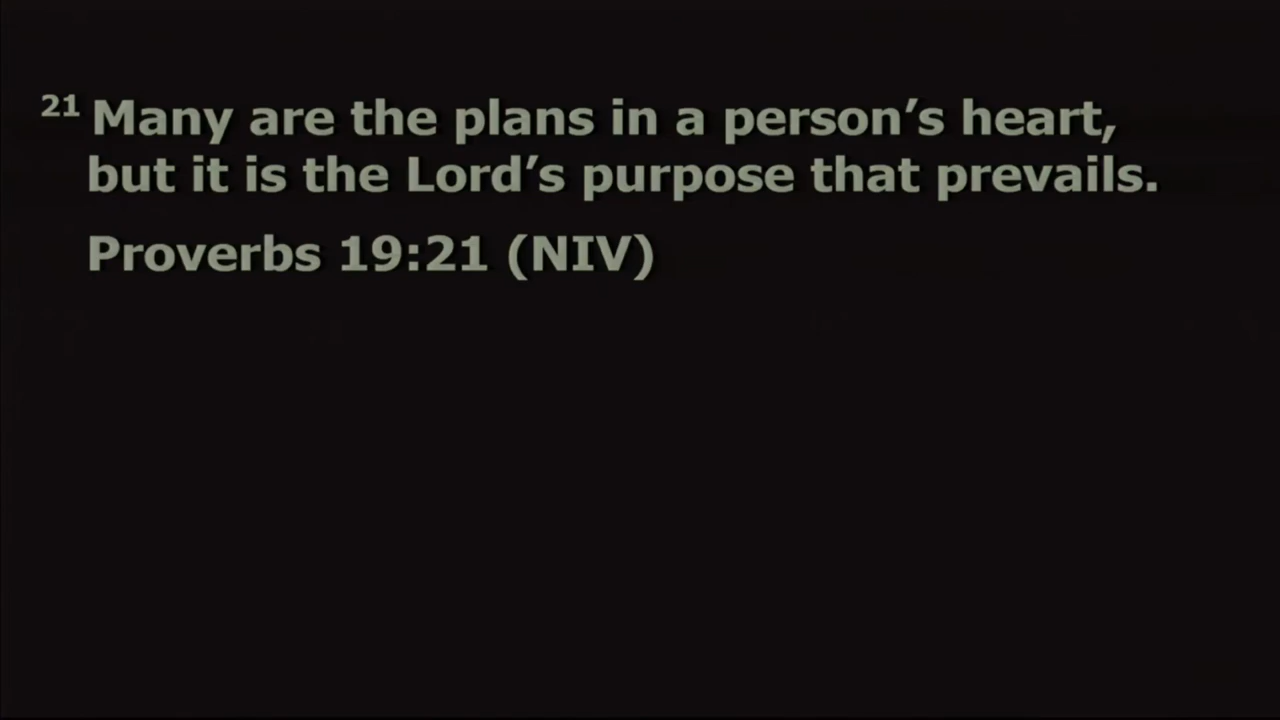 21 Many are the plans in a person’s heart,
but it is the Lord’s purpose that prevails.
Proverbs 19:21 (NIV)